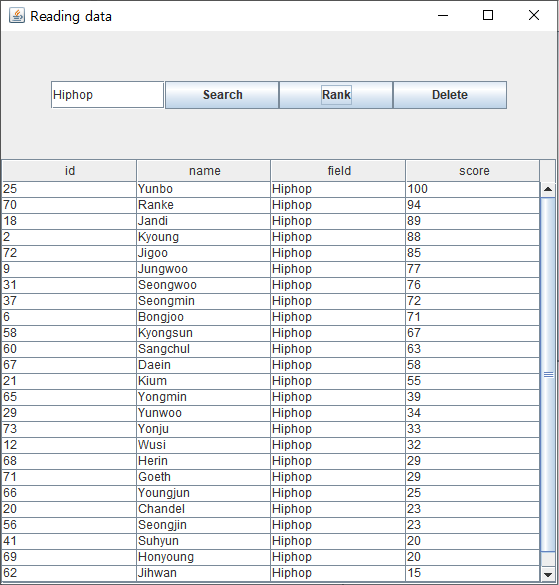 Reading data
Hiphop Search Rank Delete
id name field score
25 Yunbo Hiphop 100
70 Ranke Hiphop 94
18 Jandi Hiphop 89
2 Kyoung Hiphop 88
72 Jigoo Hiphop 85
9 Jungwoo Hiphop 77
31 Seongwoo Hiphop 76
37 Seongmin Hiphop 72
6 Bongjoo Hiphop 71
58 Kyongsun Hiphop 67
60 Sangchul Hiphop 63
67 Daein Hiphop 58
21 Kium Hiphop 55
65 Yongmin Hiphop 39
29 Yunwoo Hiphop 34
73 Yonju Hiphop 33
12 Wusi Hiphop 32
68 Herin Hiphop 29
71 Goeth Hiphop 29
66 Youngjun Hiphop 25
20 Chandel Hiphop 23
56 Seongjin Hiphop 23
41 Suhyun Hiphop 20
69 Honyoung Hiphop 20
62 Jihwan Hiphop 15